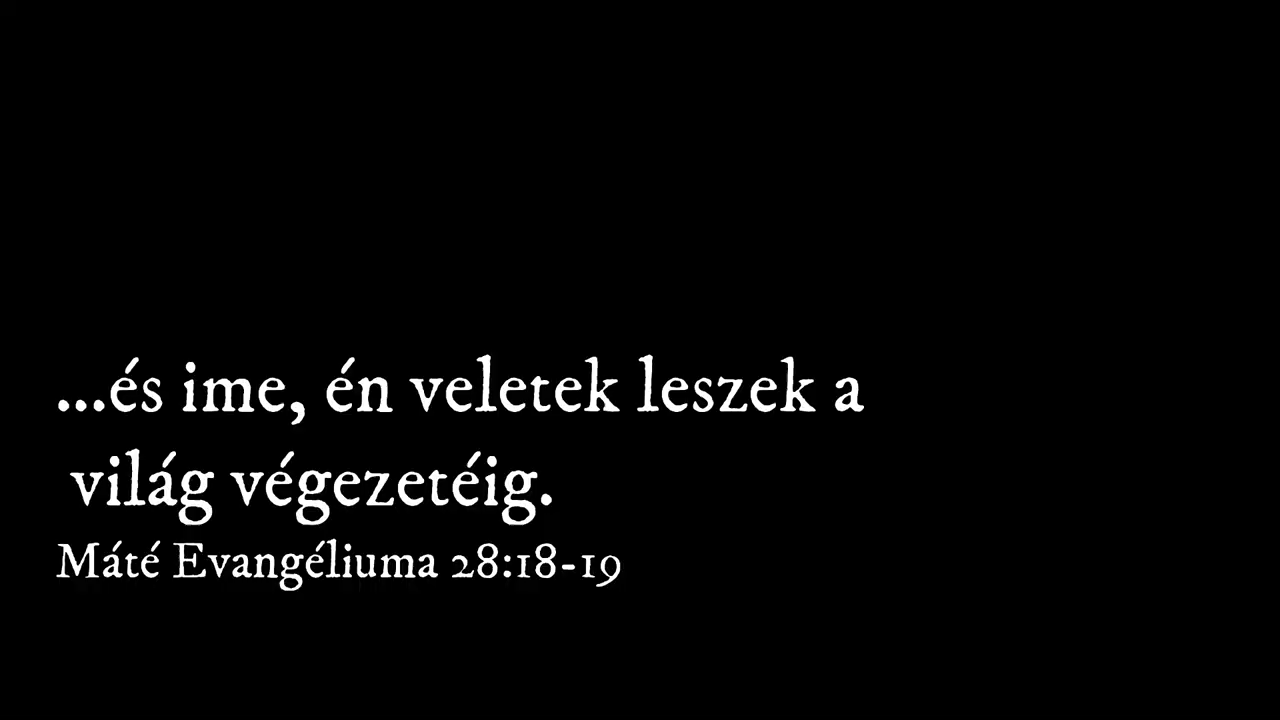 ...és ime, én veletek leszek a
világ végezetéig.
Máté Evangéliuma 28:18-19